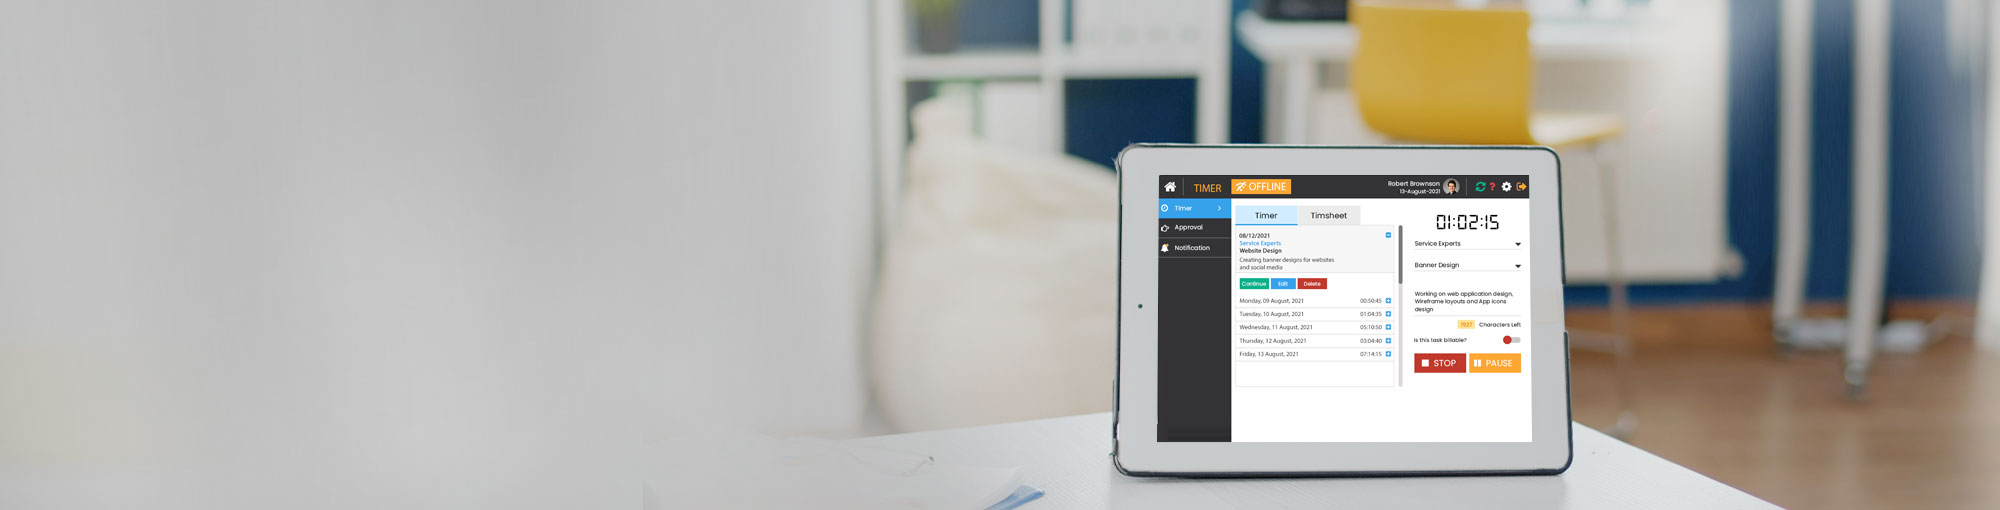 TIMER
OFFLINE
Robert Brownson
13-August-2021
?
Timer
Approval
Notification
Timer
Timsheet
08/12/2021
Service Experts
Website Design
Creating banner designs for websites
and social media
Continue
Edit
Delete
Monday, 09 August, 2021 00:50:45
Tuesday, 10 August, 2021 01:04:35
Wednesday, 11 August, 2021 05:10:50
Thursday, 12 August, 2021 03:04:40
Friday, 13 August, 2021 07:14:15
01:02:15
Service Experts
Banner Design
Working on web application design,
Wireframe layouts and App icons
design
1927 Characters Left
Is this task billable?
STOP
PAUSE